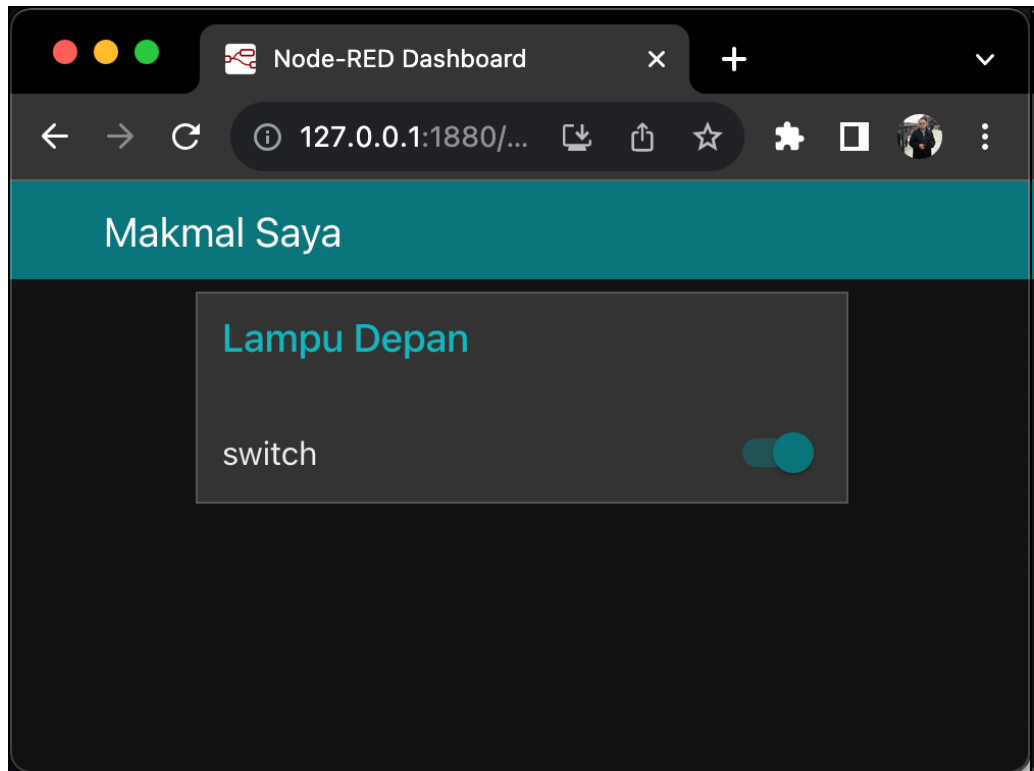 Node-RED Dashboard
127.0.0.1:1880/...
Makmal Saya
Lampu Depan
switch